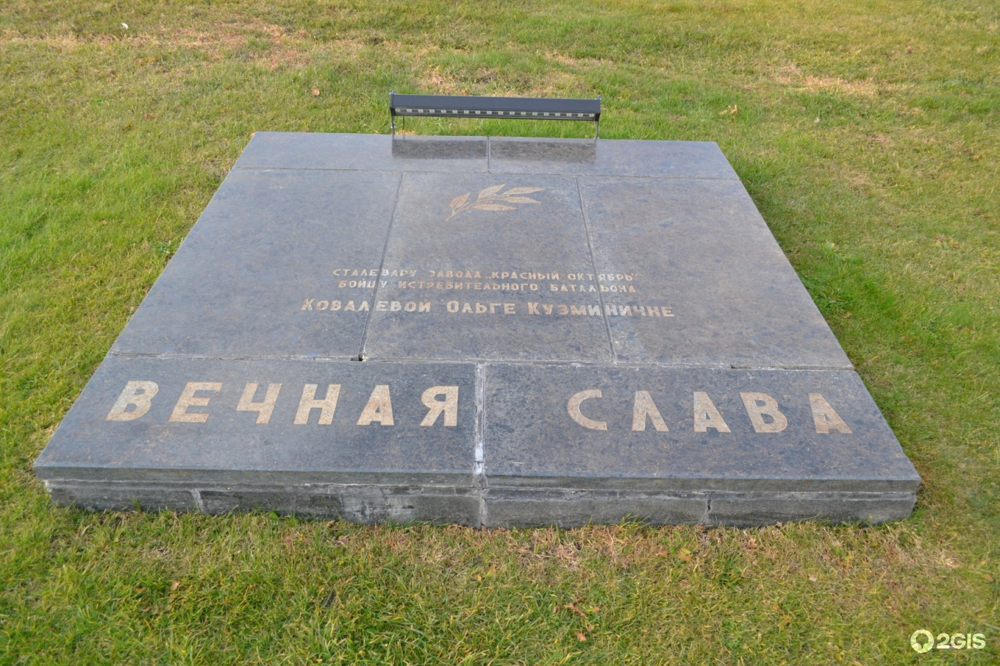 СТАЛЕВАРУ ЗАВОДА „КРАСНЫЙ ОКТЯБРЬ"
БОЙЦУ ИСТРЕБИТЕЛЬНОГО БАТАЛЬОНА
КОВАЛЕВОЙ ОЛЬГЕ КУЗМИНИЧНЕ
ВЕЧНАЯ СЛАВА
2GIS